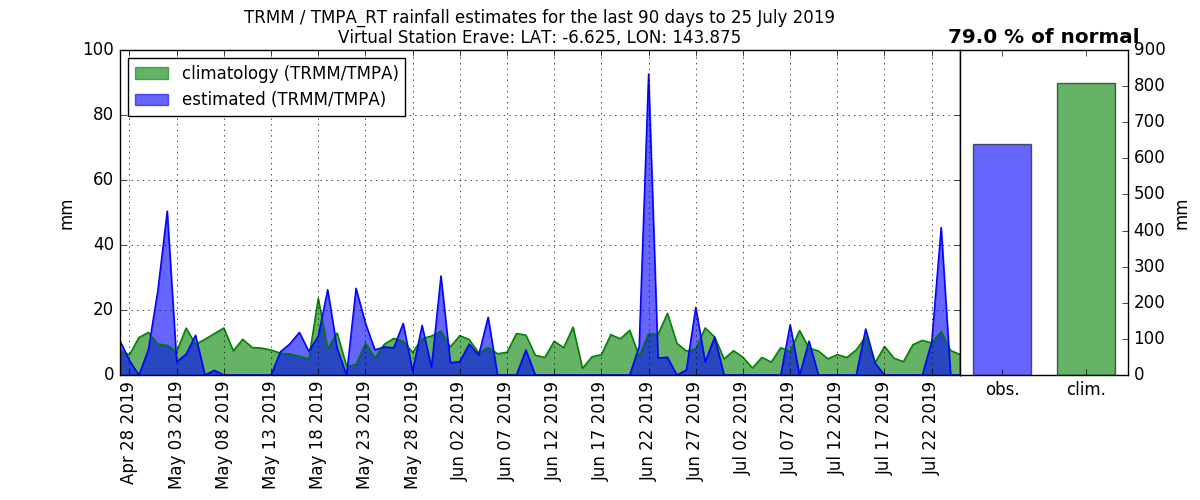 TRMM / TMPA_RT rainfall estimates for the last 90 days to 25 July 2019
Virtual Station Erave: LAT: -6.625, LON: 143.875
79.0 % of normal
climatology (TRMM/TMPA)
estimated (TRMM/TMPA)
100
80
60
40
20
0
mm
Apr 28 2019
May 03 2019
May 08 2019
May 13 2019
May 18 2019
May 23 2019
May 28 2019
Jun 02 2019
Jun 07 2019
Jun 12 2019
Jun 17 2019
Jun 22 2019
Jun 27 2019
Jul 02 2019
Jul 07 2019
Jul 12 2019
Jul 17 2019
Jul 22 2019
obs.
clim.
900
800
700
600
500
400
300
200
100
0
mm